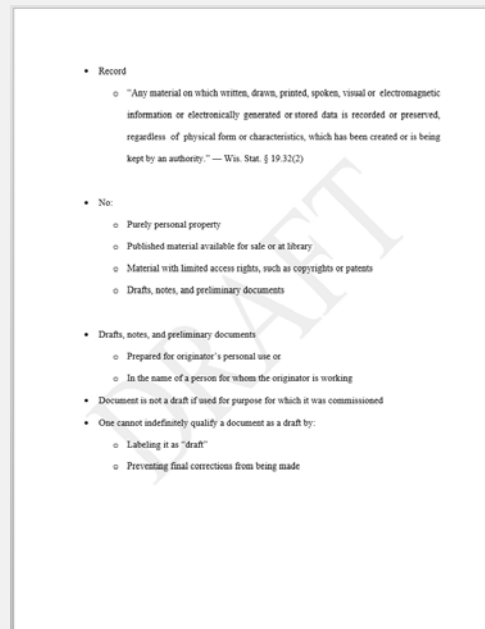 DRAFT
• Record
o "Any material on which written, drawn, printed, spoken, visual or electromagnetic
information or electronically generated or stored data is recorded or preserved,
regardless of physical form or characteristics, which has been created or is being
kept by an authority." — Wis. Stat. § 19.32(2)
• No:
o Purely personal property
o Published material available for sale or at library
o Material with limited access rights, such as copyrights or patents
o Drafts, notes, and preliminary documents
• Drafts, notes, and preliminary documents
o Prepared for originator's personal use or
o In the name of a person for whom the originator is working
• Document is not a draft if used for purpose for which it was commissioned
• One cannot indefinitely qualify a document as a draft by:
o Labeling it as "draft"
o Preventing final corrections from being made